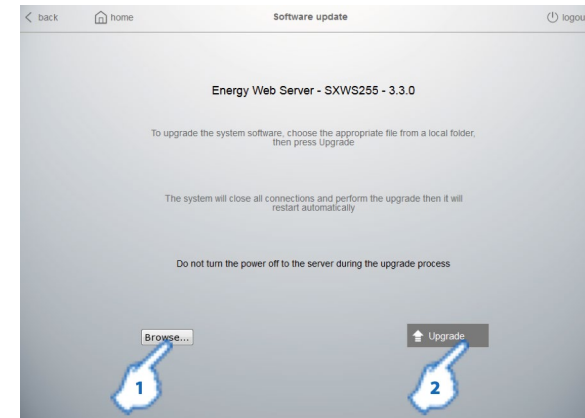 back home Software update logou
Energy Web Server - SXWS255 - 3.3.0
To upgrade the system software, choose the appropriate file from a local folder,
then press Upgrade
The system will close all connections and perform the upgrade then it will
restart automatically
Do not turn the power off to the server during the upgrade process
Browse... Upgrade
1 2